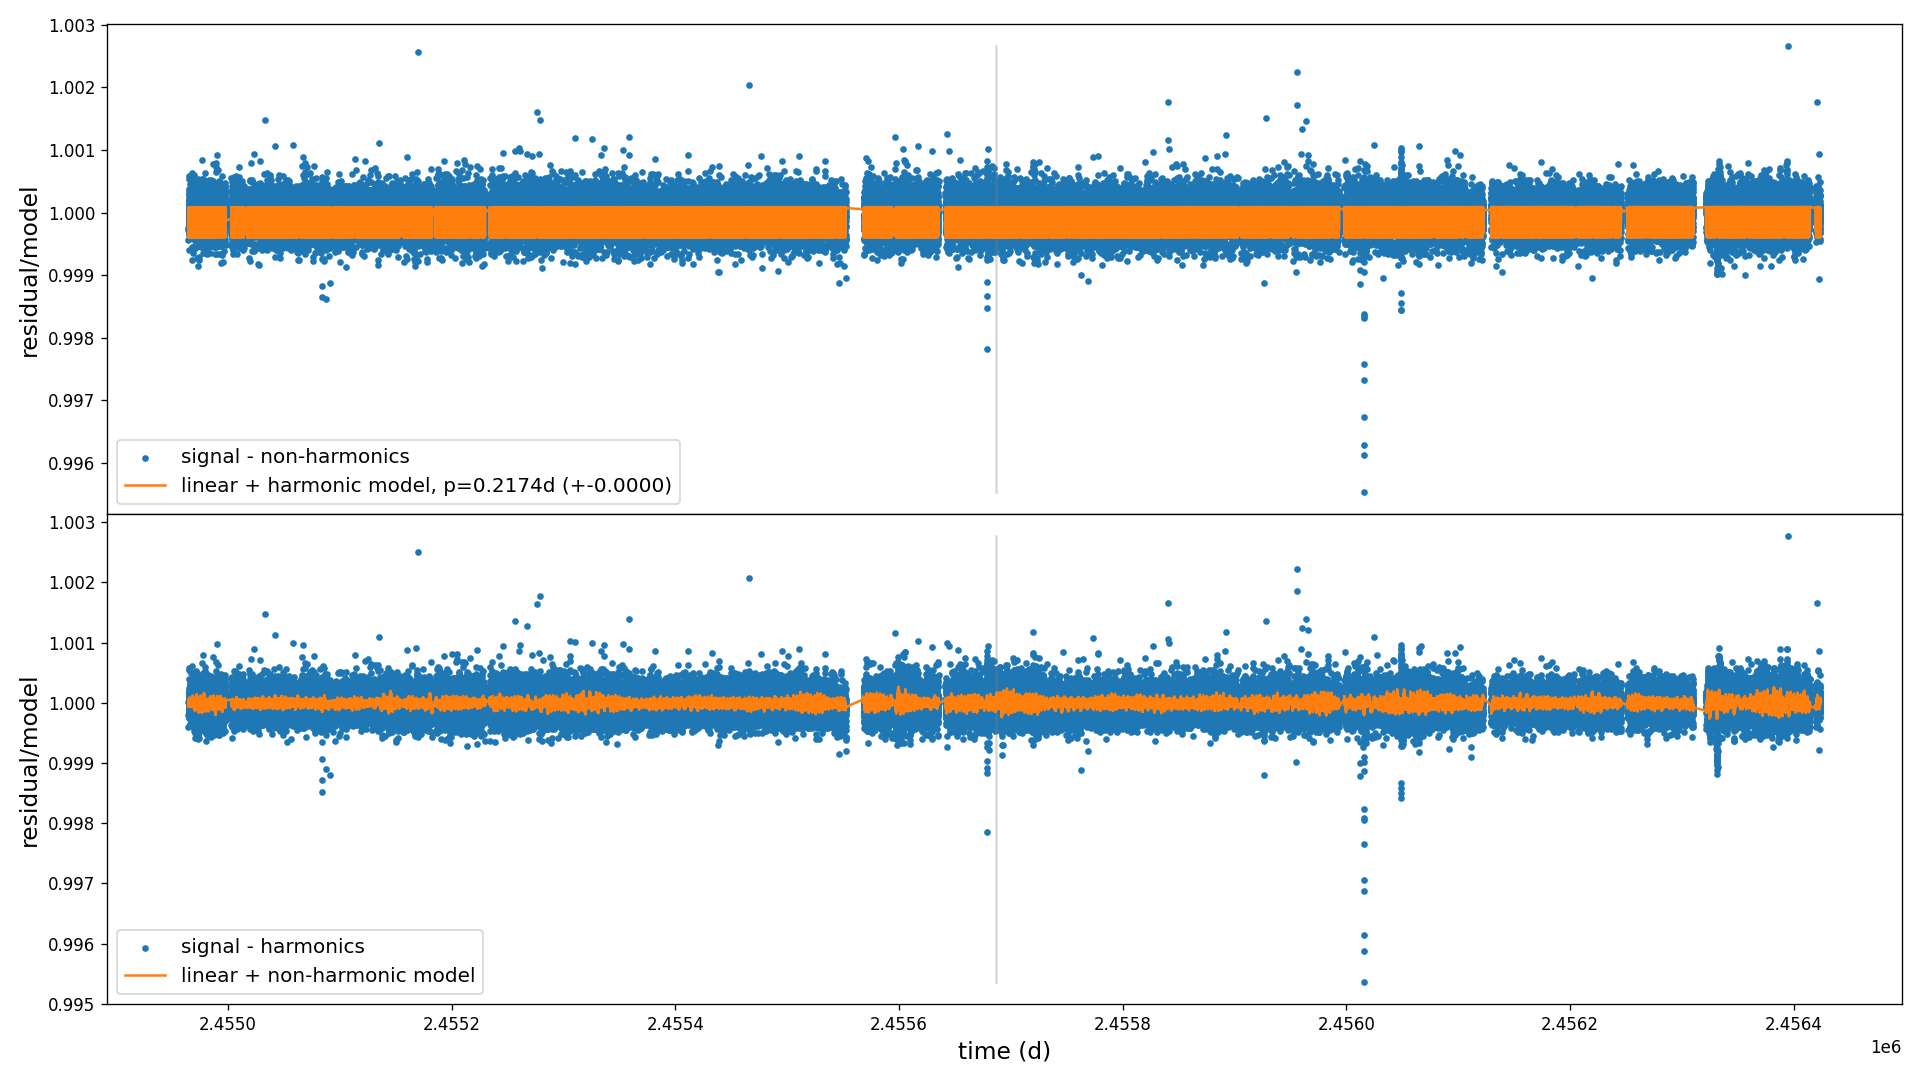 1.003
1.002
1.001
1.000
0.999
0.998
0.997
0.996
residual/model
signal - non-harmonics
linear + harmonic model, p=0.2174d (+-0.0000)
1.003
1.002
1.001
1.000
0.999
0.998
0.997
0.996
0.995
residual/model
signal - harmonics
linear + non-harmonic model
2.4550 2.4552 2.4554 2.4556 2.4558 2.4560 2.4562 2.4564
time (d)
1e6